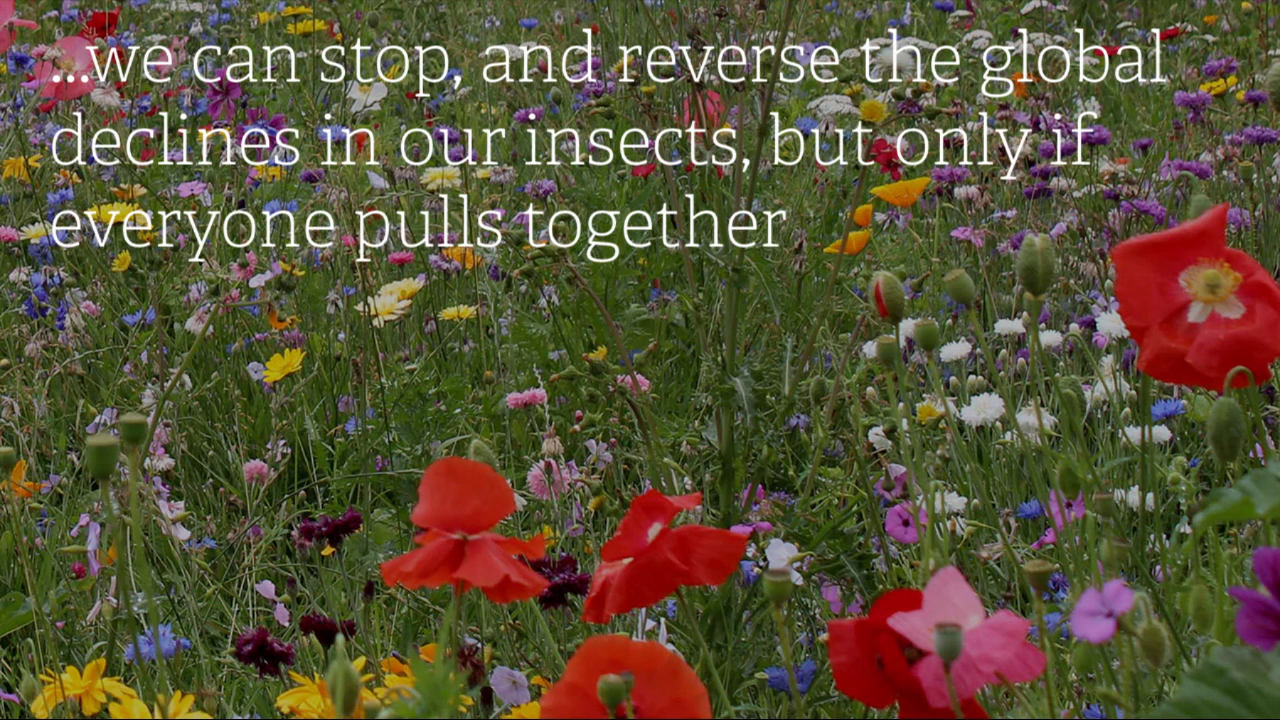 ...we can stop, and reverse the global
declines in our insects, but only if
everyone pulls together